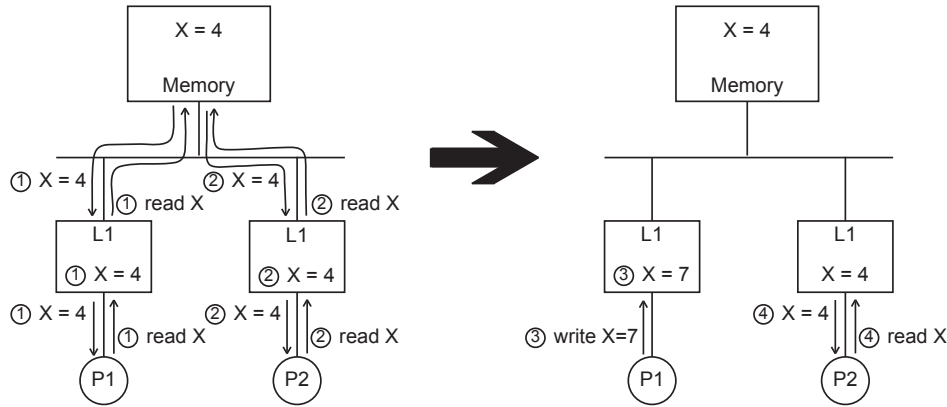 X = 4
Memory
① X = 4
① read X
② X = 4
② read X
L1
① X = 4
L1
② X = 4
① X = 4
① read X
② X = 4
② read X
P1
P2
X = 4
Memory
L1
③ X = 7
L1
X = 4
③ write X=7
④ X = 4
④ read X
P1
P2